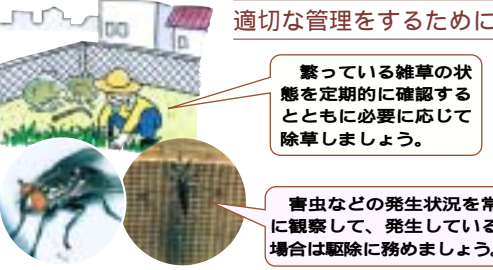 適切な管理をするために
繁っている雑草の状
態を定期的に確認する
とともに必要に応じて
除草しましょう。
害虫などの発生状況を常
に観察して、発生している
場合は駆除に務めましょう。